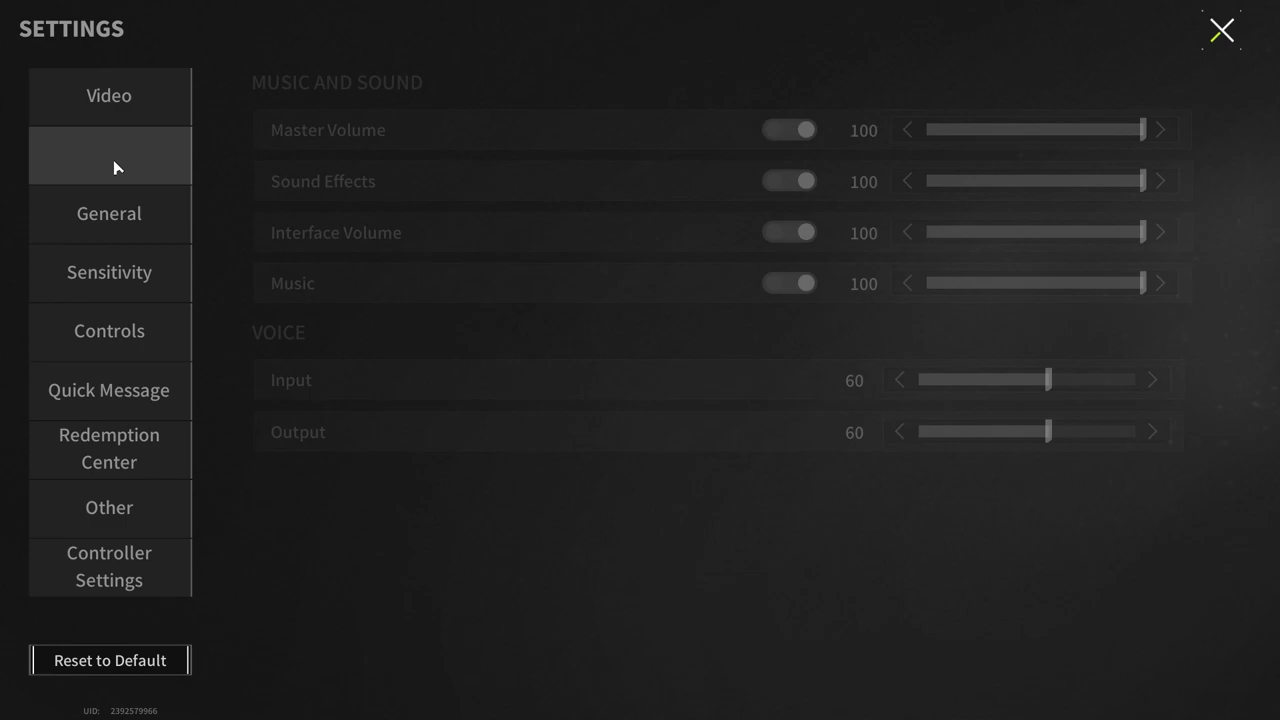 SETTINGS
Video
General
Sensitivity
Controls
Quick Message
Redemption
Center
Other
Controller
Settings
Reset to Default
UID: 2392579966
MUSIC AND SOUND
Master Volume 100
Sound Effects 100
Interface Volume 100
Music 100
VOICE
Input 60
Output 60